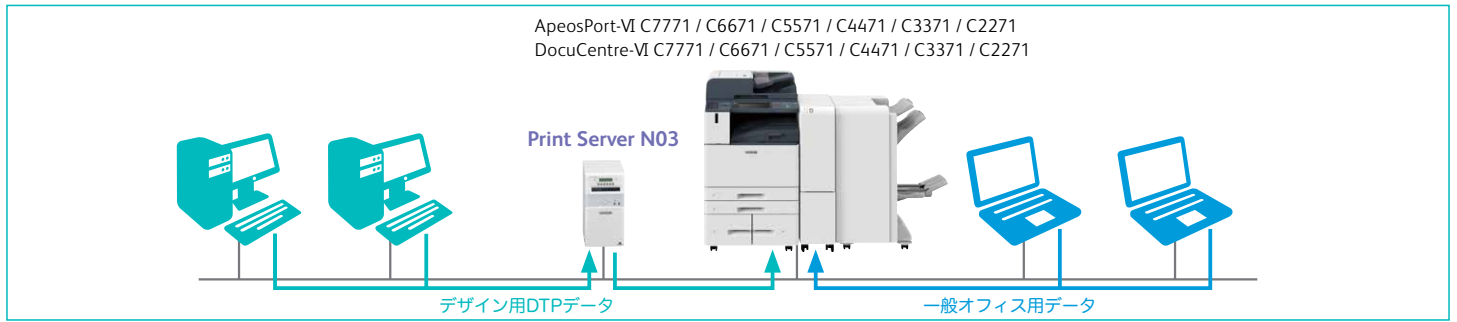 ApeosPort-Ⅵ C7771 / C6671 / C5571 / C4471 / C3371 / C2271
DocuCentre-Ⅵ C7771 / C6671 / C5571 / C4471 / C3371 / C2271
Print Server N03
デザイン用DTPデータ
一般オフィス用データ